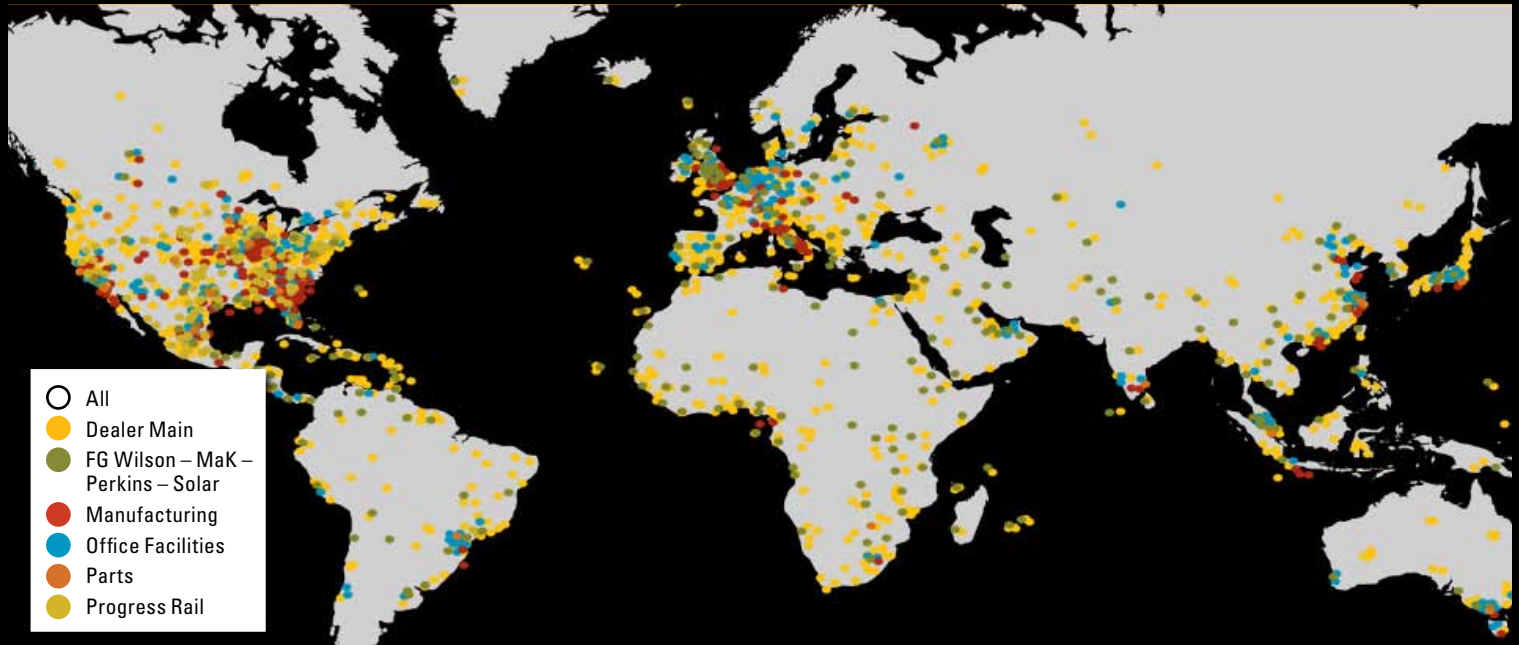 All
Dealer Main
FG Wilson – MaK –
Perkins – Solar
Manufacturing
Office Facilities
Parts
Progress Rail